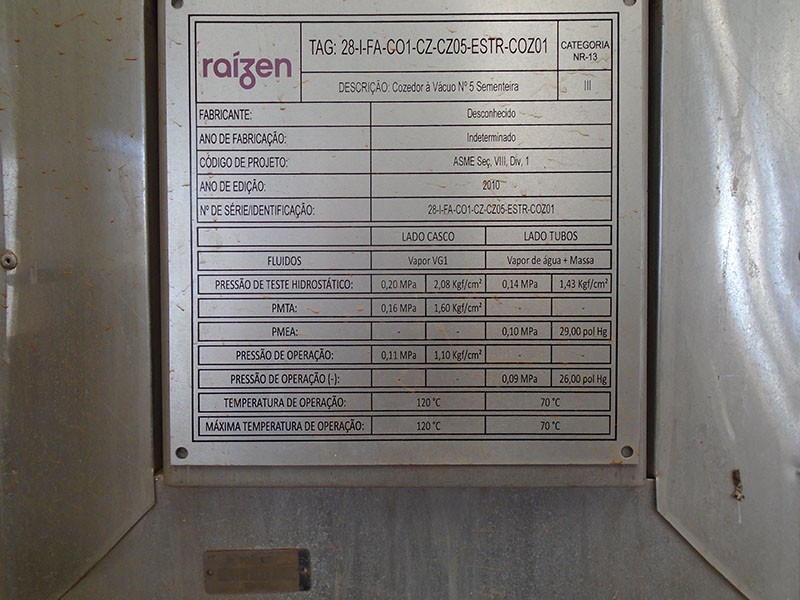 raízen
TAG: 28-I-FA-CO1-CZ-CZ05-ESTR-COZ01
CATEGORIA
NR-13
DESCRIÇÃO: Cozedor à Vácuo Nº 5 Sementeira
III
FABRICANTE: Desconhecido
ANO DE FABRICAÇÃO: Indeterminado
CÓDIGO DE PROJETO: ASME Seç, VIII, Div, 1
ANO DE EDIÇÃO: 2010
Nº DE SÉRIE/IDENTIFICAÇÃO: 28-I-FA-CO1-CZ-CZ05-ESTR-COZ01
LADO CASCO LADO TUBOS
FLUIDOS Vapor VG1 Vapor de água + Massa
PRESSÃO DE TESTE HIDROSTÁTICO: 0,20 MPa 2,08 Kgf/cm² 0,14 MPa 1,43 Kgf/cm²
PMTA: 0,16 MPa 1,60 Kgf/cm² - -
PMEA: - - 0,10 MPa 29,00 pol Hg
PRESSÃO DE OPERAÇÃO: 0,11 MPa 1,10 Kgf/cm² - -
PRESSÃO DE OPERAÇÃO (-): - - 0,09 MPa 26,00 pol Hg
TEMPERATURA DE OPERAÇÃO: 120 °C 70 °C
MÁXIMA TEMPERATURA DE OPERAÇÃO: 120 °C 70 °C